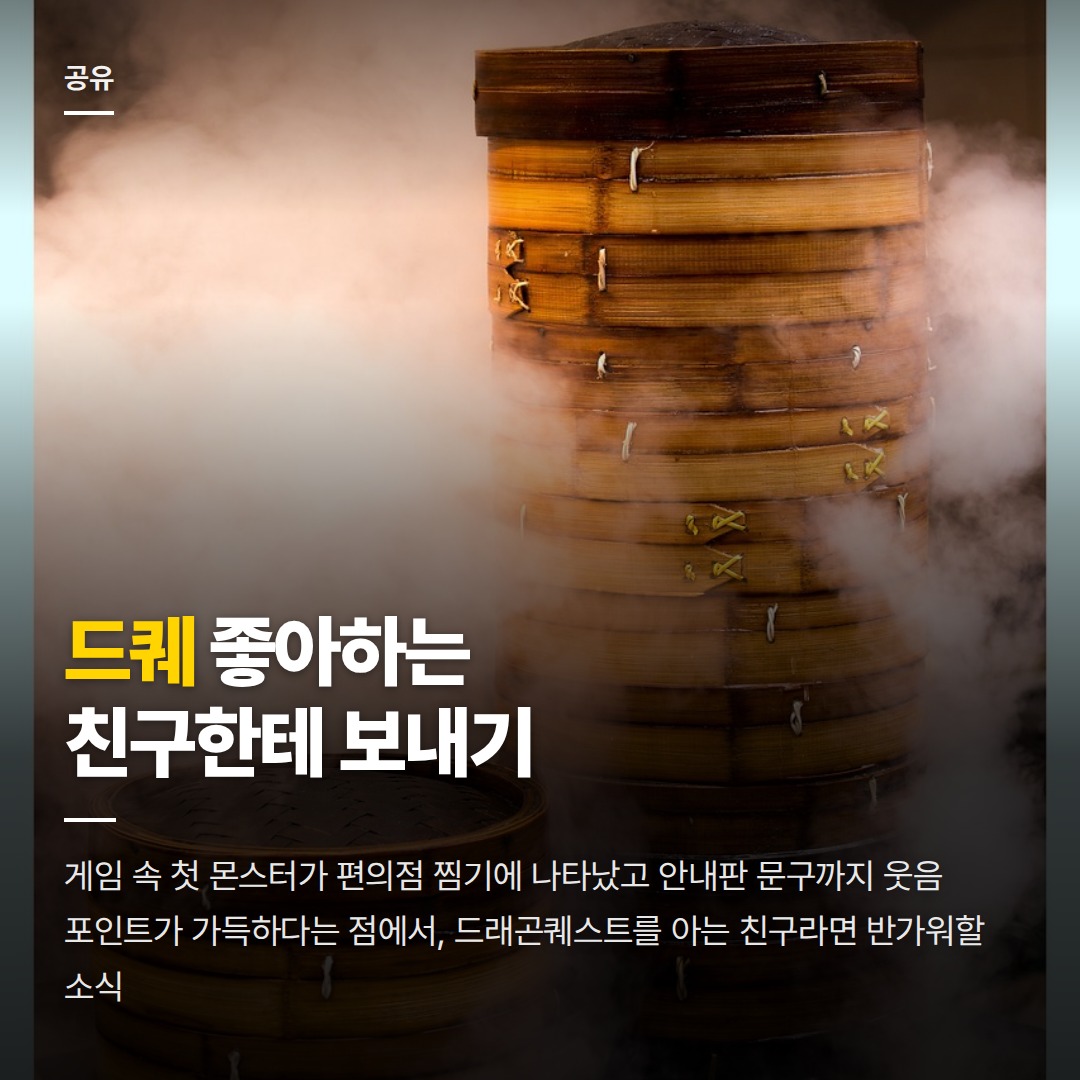 공유
드퀘 좋아하는
친구한테 보내기
게임 속 첫 몬스터가 편의점 찜기에 나타났고 안내판 문구까지 웃음
포인트가 가득하다는 점에서, 드래곤퀘스트를 아는 친구라면 반가워할
소식